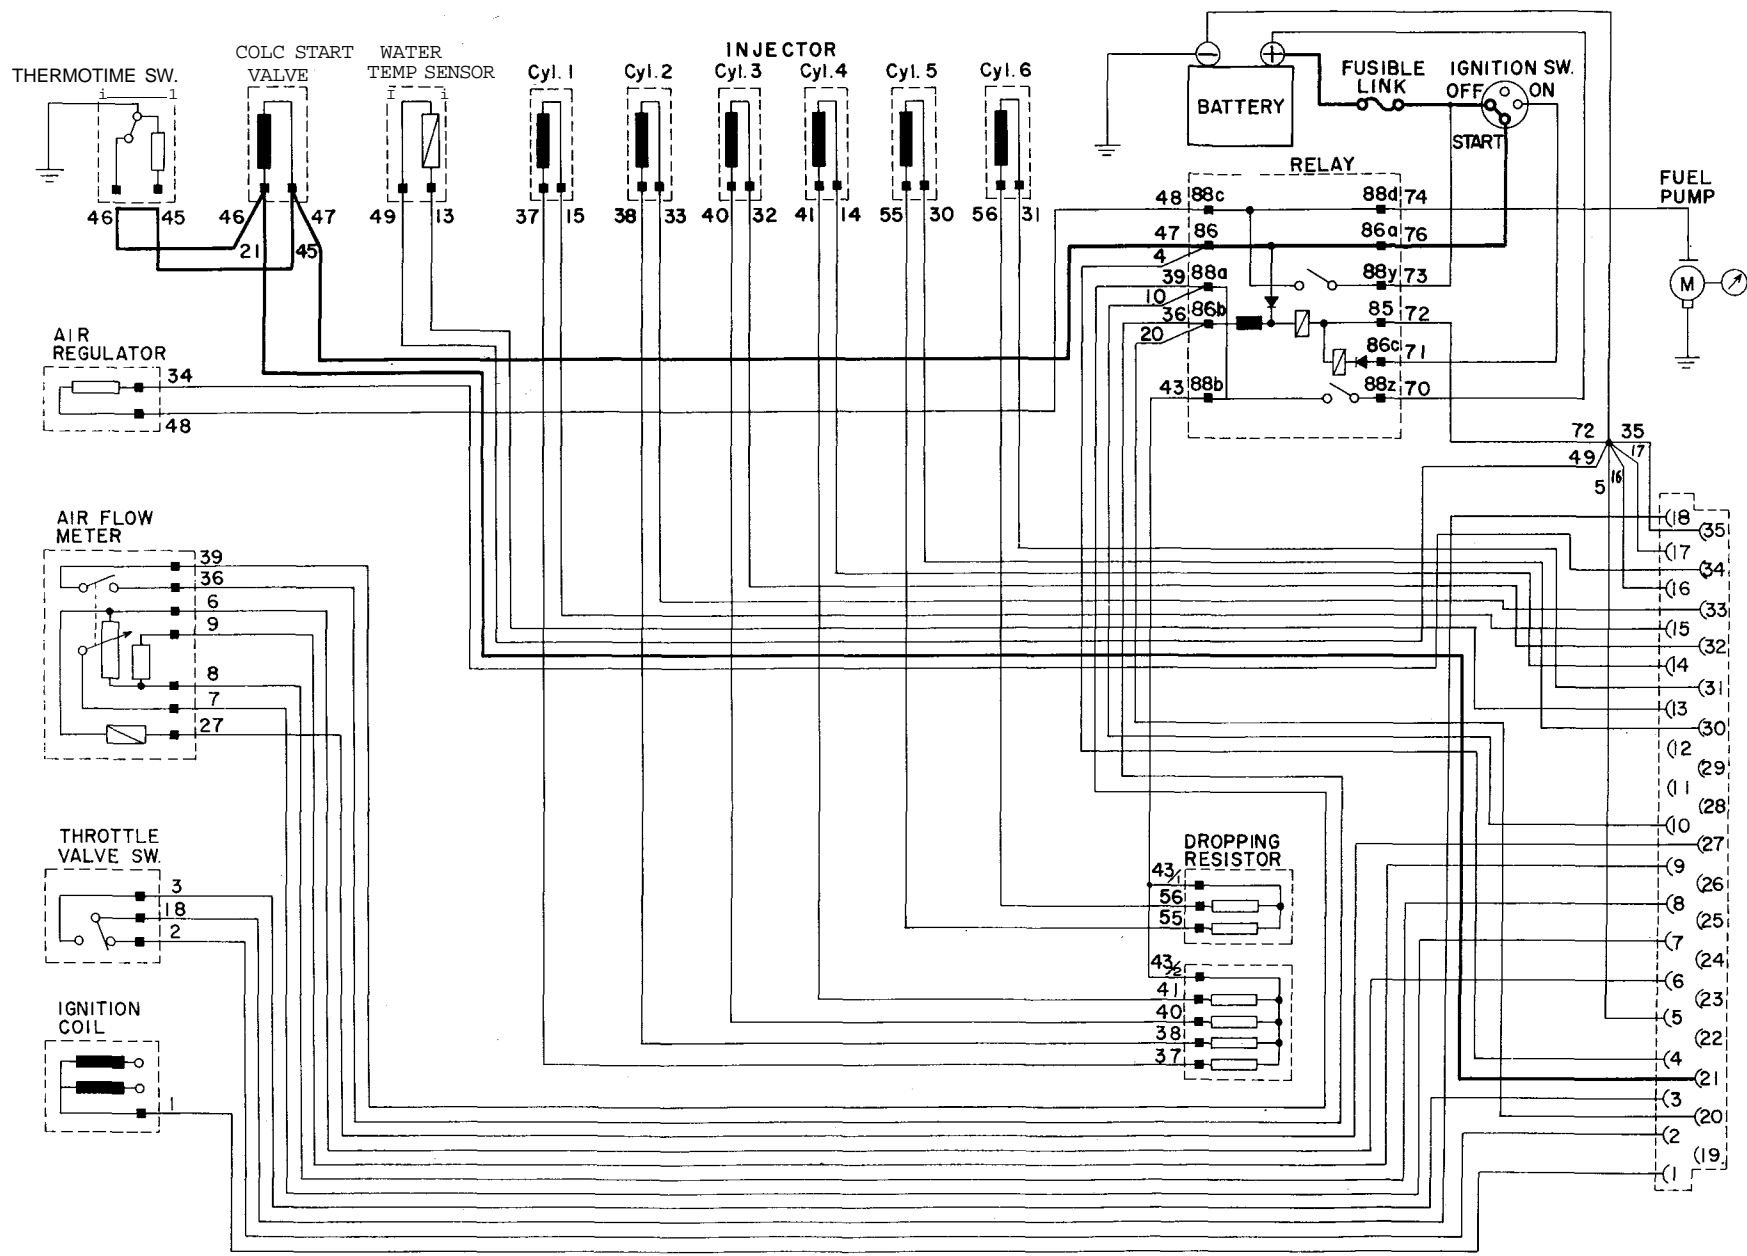 COLC START
VALVE
WATER
TEMP SENSOR
THERMOTIME SW.
INJECTOR
Cyl. 1
Cyl. 2
Cyl. 3
Cyl. 4
Cyl. 5
Cyl. 6
BATTERY
FUSIBLE
LINK
IGNITION SW.
OFF
ON
START
RELAY
FUEL
PUMP
M
46
45
46
47
21
45
49
13
37
15
38
33
40
32
41
14
55
30
56
31
48
88c
88d
74
47
86
86a
76
4
39
88a
88y
73
10
36
86b
85
72
20
86c
71
43
88b
88z
70
AIR
REGULATOR
34
48
72
35
17
49
16
5
AIR FLOW
METER
39
36
6
9
8
7
27
THROTTLE
VALVE SW.
3
18
2
IGNITION
COIL
1
DROPPING
RESISTOR
43/1
56
55
43/2
41
40
38
37
(18
(35
(17
(34
(16
(33
(15
(32
(14
(31
(13
(30
(12
(29
(11
(28
(10
(27
(9
(26
(8
(25
(7
(24
(6
(23
(5
(22
(4
(21
(3
(20
(2
(19
(1